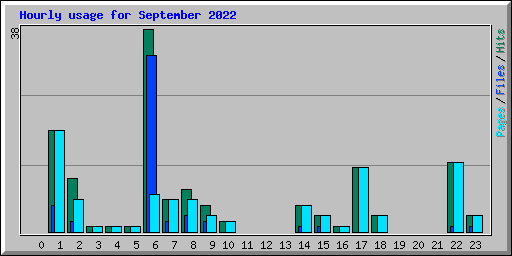 Hourly usage for September 2022
38
Pages/Files/Hits
0 1 2 3 4 5 6 7 8 9 10 11 12 13 14 15 16 17 18 19 20 21 22 23